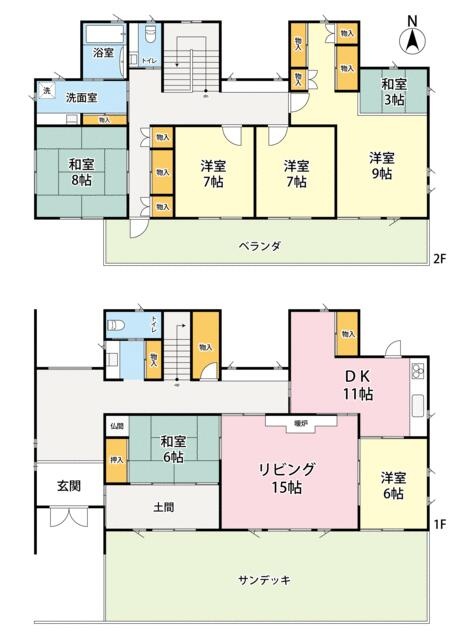 N
浴室
トイレ
物入
物入
物入
物入
洗
洗面室
物入
和室
3帖
和室
8帖
物入
物入
物入
洋室
7帖
洋室
7帖
洋室
9帖
ベランダ
2F
トイレ
物入
物入
物入
DK
11帖
仏間
和室
6帖
押入
暖炉
リビング
15帖
洋室
6帖
玄関
土間
1F
サンデッキ